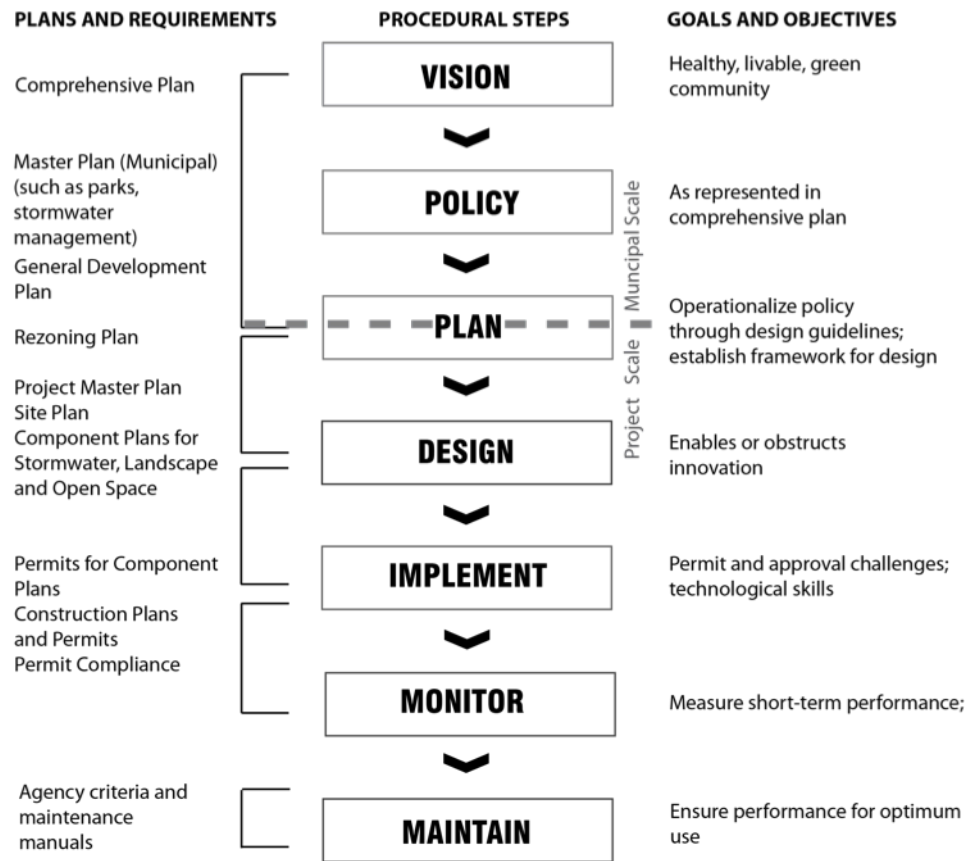 PLANS AND REQUIREMENTS
PROCEDURAL STEPS
GOALS AND OBJECTIVES
Comprehensive Plan
VISION
Healthy, livable, green
community
Master Plan (Municipal)
(such as parks,
stormwater
management)
General Development
Plan
POLICY
As represented in
comprehensive plan
Muncipal Scale
Rezoning Plan
PLAN
Operationalize policy
through design guidelines;
establish framework for design
Project Scale
Project Master Plan
Site Plan
Component Plans for
Stormwater, Landscape
and Open Space
DESIGN
Enables or obstructs
innovation
Permits for Component
Plans
Construction Plans
and Permits
Permit Compliance
IMPLEMENT
Permit and approval challenges;
technological skills
MONITOR
Measure short-term performance;
Agency criteria and
maintenance
manuals
MAINTAIN
Ensure performance for optimum
use